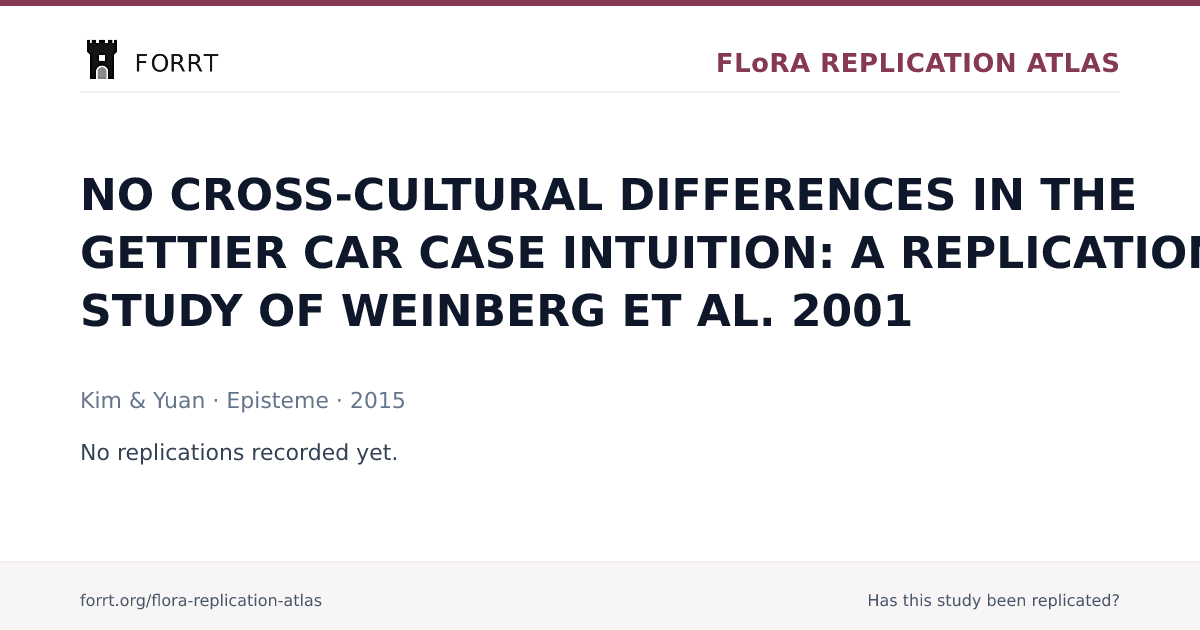 FORRT
FLoRA REPLICATION ATLAS
NO CROSS-CULTURAL DIFFERENCES IN THE
GETTIER CAR CASE INTUITION: A REPLICATION
STUDY OF WEINBERG ET AL. 2001
Kim & Yuan · Episteme · 2015
No replications recorded yet.
forrt.org/flora-replication-atlas
Has this study been replicated?